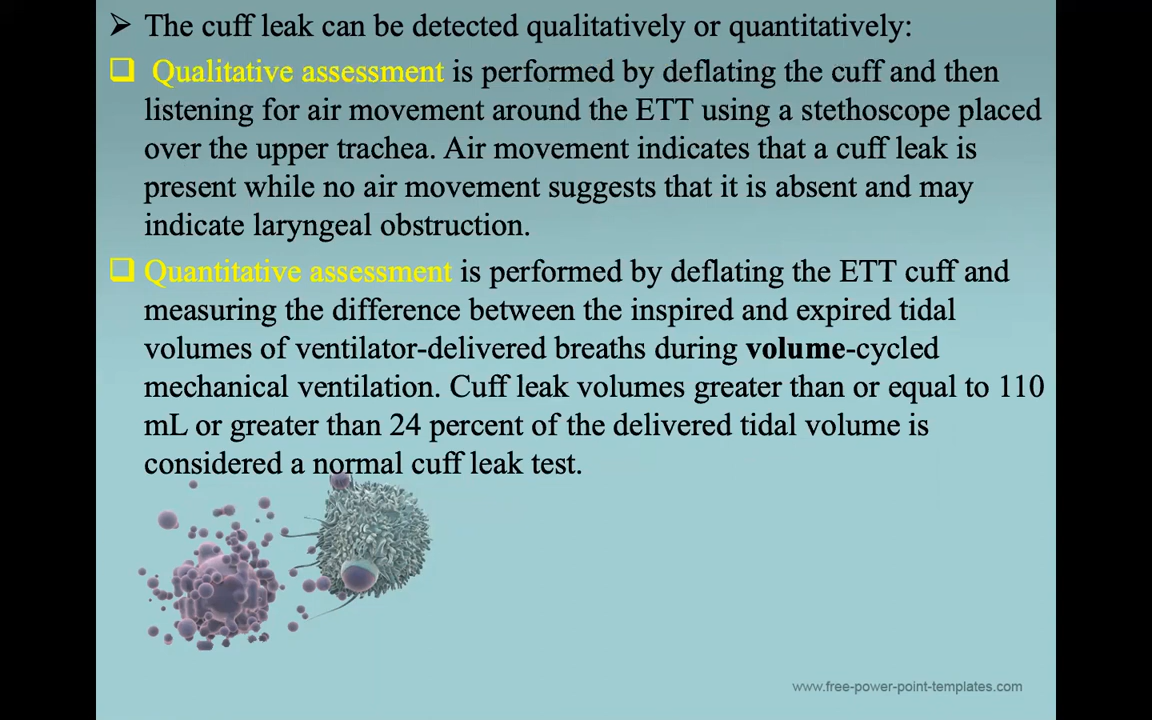 The cuff leak can be detected qualitatively or quantitatively:
Qualitative assessment is performed by deflating the cuff and then
listening for air movement around the ETT using a stethoscope placed
over the upper trachea. Air movement indicates that a cuff leak is
present while no air movement suggests that it is absent and may
indicate laryngeal obstruction.
Quantitative assessment is performed by deflating the ETT cuff and
measuring the difference between the inspired and expired tidal
volumes of ventilator-delivered breaths during volume-cycled
mechanical ventilation. Cuff leak volumes greater than or equal to 110
mL or greater than 24 percent of the delivered tidal volume is
considered a normal cuff leak test.
www.free-power-point-templates.com